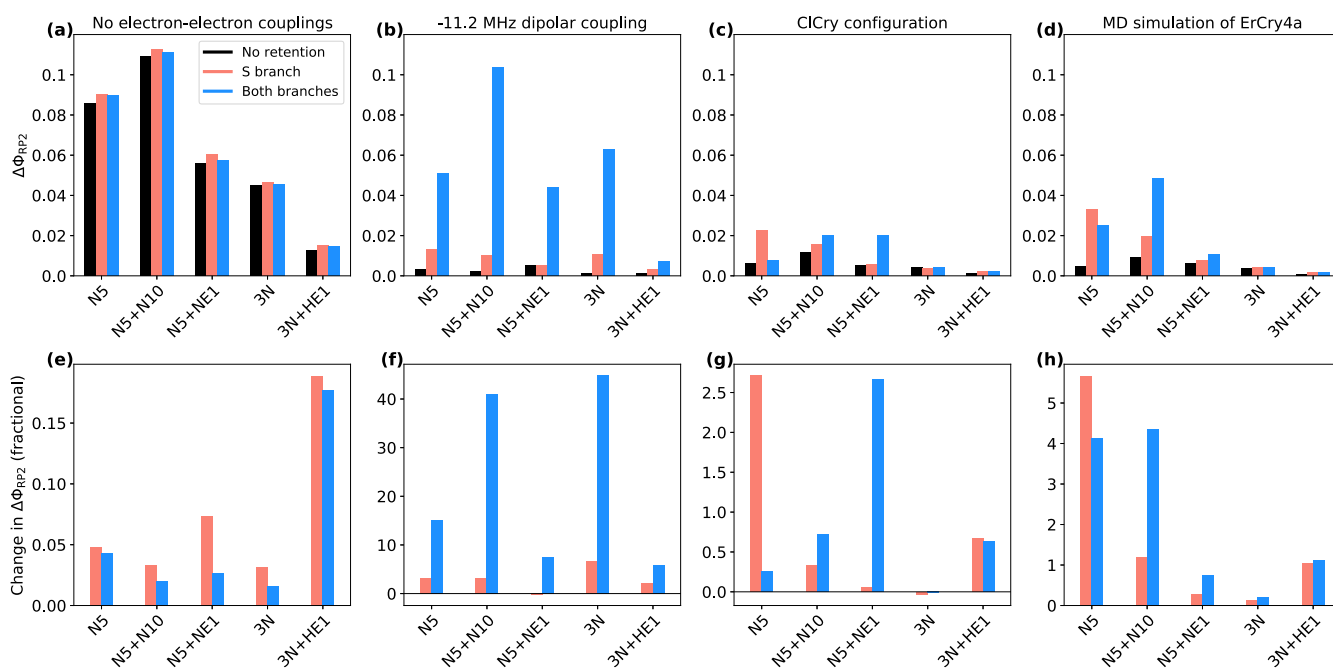 No electron-electron couplings
-11.2 MHz dipolar coupling
ClCry configuration
MD simulation of ErCry4a
(a)
(b)
(c)
(d)
No retention
S branch
Both branches
ΔΦRP2
0.1
0.08
0.06
0.04
0.02
0.0
N5
N5+N10
N5+NE1
3N
3N+HE1
0.1
0.08
0.06
0.04
0.02
0.0
N5
N5+N10
N5+NE1
3N
3N+HE1
0.1
0.08
0.06
0.04
0.02
0.0
N5
N5+N10
N5+NE1
3N
3N+HE1
0.1
0.08
0.06
0.04
0.02
0.0
N5
N5+N10
N5+NE1
3N
3N+HE1
(e)
(f)
(g)
(h)
Change in ΔΦRP2 (fractional)
0.15
0.10
0.05
0.00
N5
N5+N10
N5+NE1
3N
3N+HE1
40
30
20
10
0
N5
N5+N10
N5+NE1
3N
3N+HE1
2.5
2.0
1.5
1.0
0.5
0.0
N5
N5+N10
N5+NE1
3N
3N+HE1
5
4
3
2
1
0
N5
N5+N10
N5+NE1
3N
3N+HE1